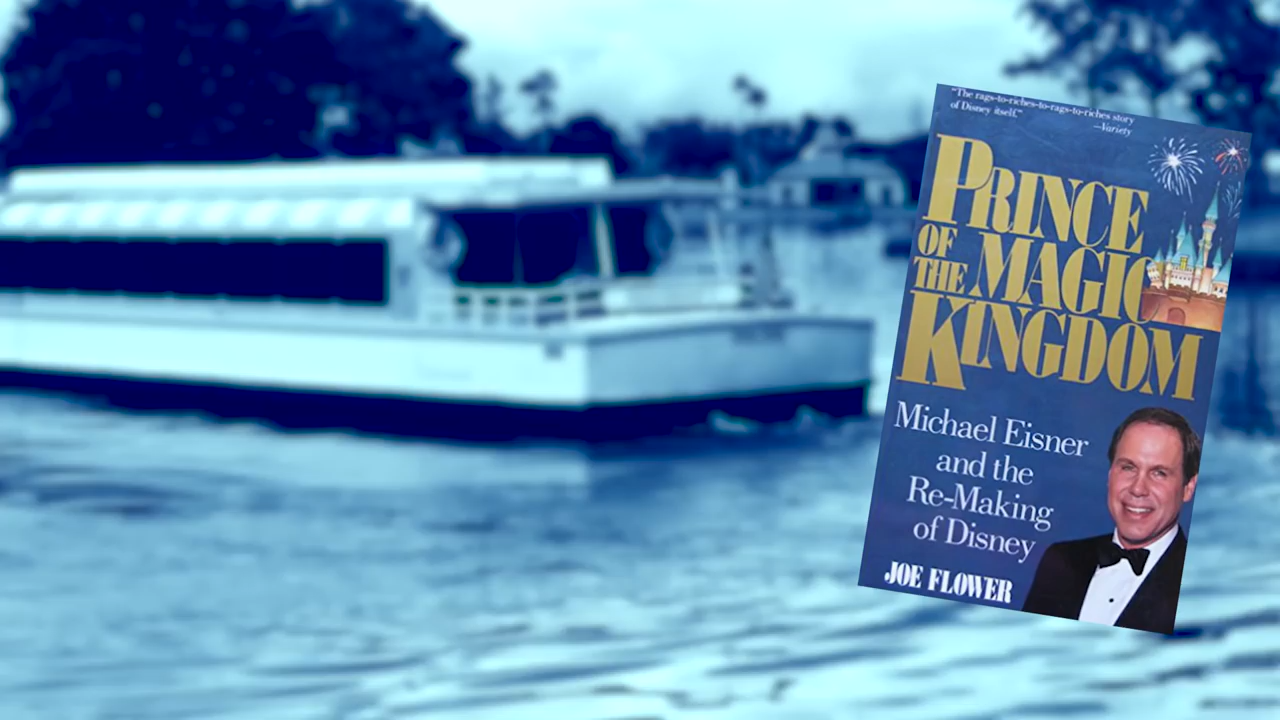 "The rags-to-riches-to-rags-to-riches story
of Disney itself."
—Variety
PRINCE
OF
THE MAGIC
KINGDOM
Michael Eisner
and the
Re-Making
of Disney
JOE FLOWER